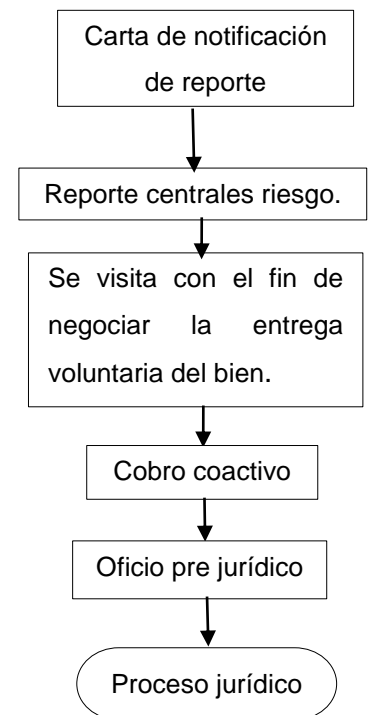 Carta de notificación
de reporte
Reporte centrales riesgo.
Se visita con el fin de
negociar la entrega
voluntaria del bien.
Cobro coactivo
Oficio pre jurídico
Proceso jurídico